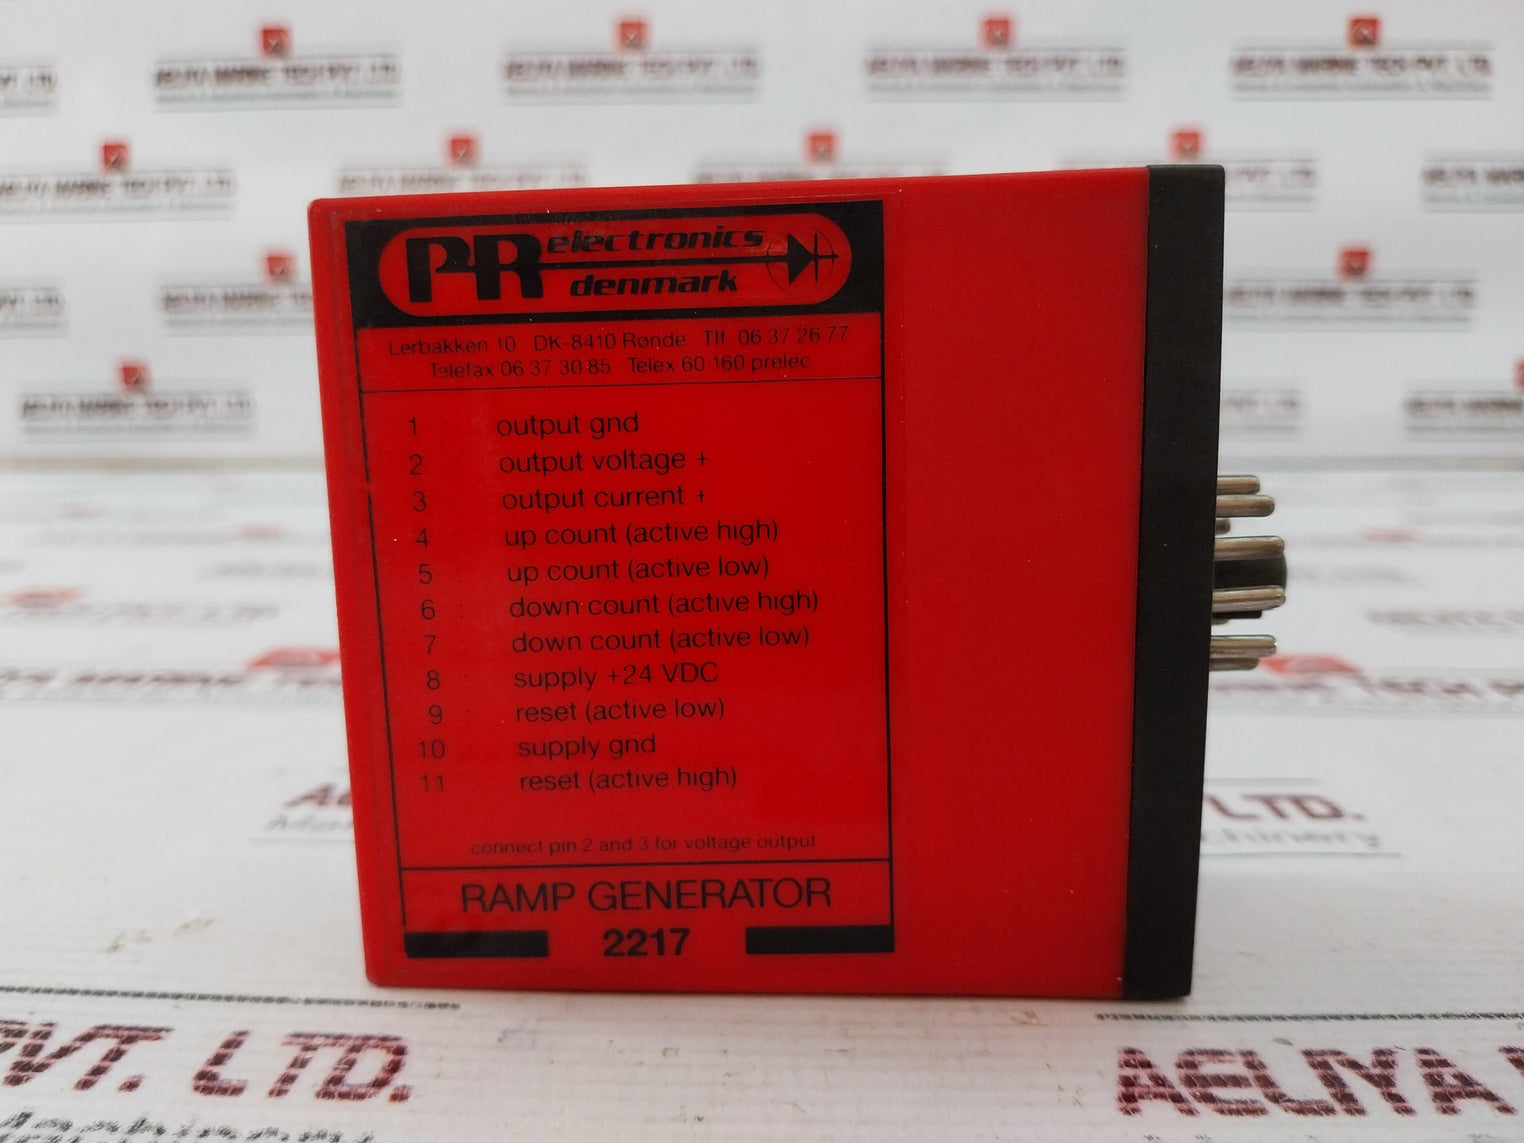 PR electronics
denmark
Lerbakken 10 DK-8410 Rønde Tlf. 06 37 26 77
Telefax 06 37 30 85 Telex 60 160 prelec
1 output gnd
2 output voltage +
3 output current +
4 up count (active high)
5 up count (active low)
6 down count (active high)
7 down count (active low)
8 supply +24 VDC
9 reset (active low)
10 supply gnd
11 reset (active high)
connect pin 2 and 3 for voltage output
RAMP GENERATOR
2217
PVT. LTD.
AELIYA